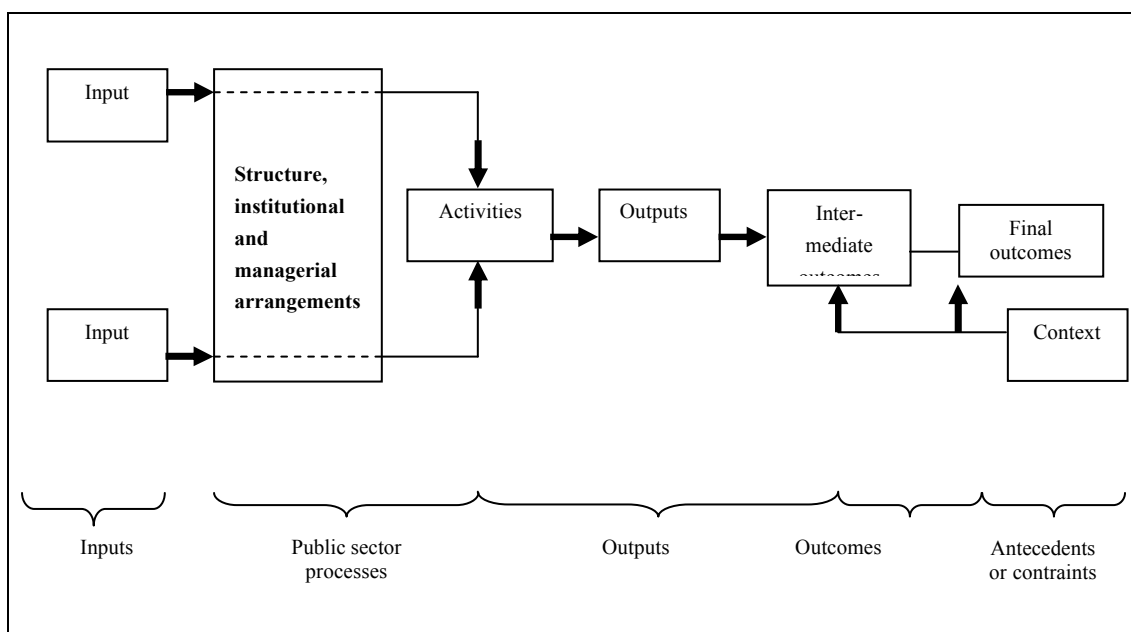 Input
Structure,
institutional
and
managerial
arrangements
Input
Activities
Outputs
Inter-
mediate
outcomes
Final
outcomes
Context
Inputs
Public sector
processes
Outputs
Outcomes
Antecedents
or contraints